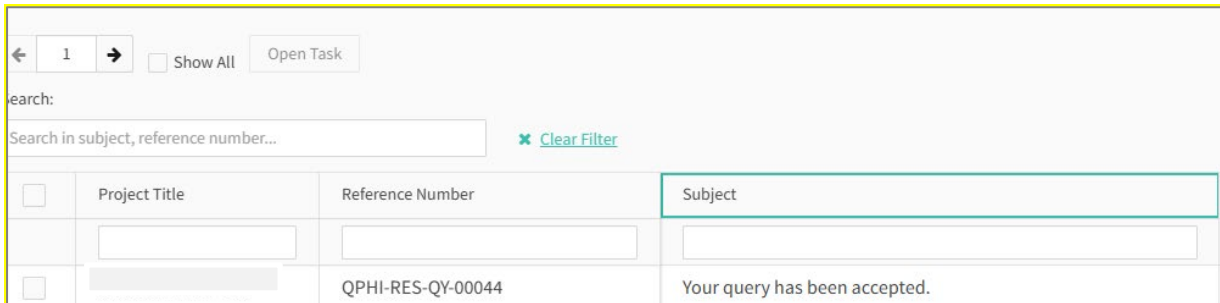 1
Show All
Open Task
Search:
Search in subject, reference number...
✖ Clear Filter
Project Title Reference Number Subject
QPHI-RES-QY-00044 Your query has been accepted.